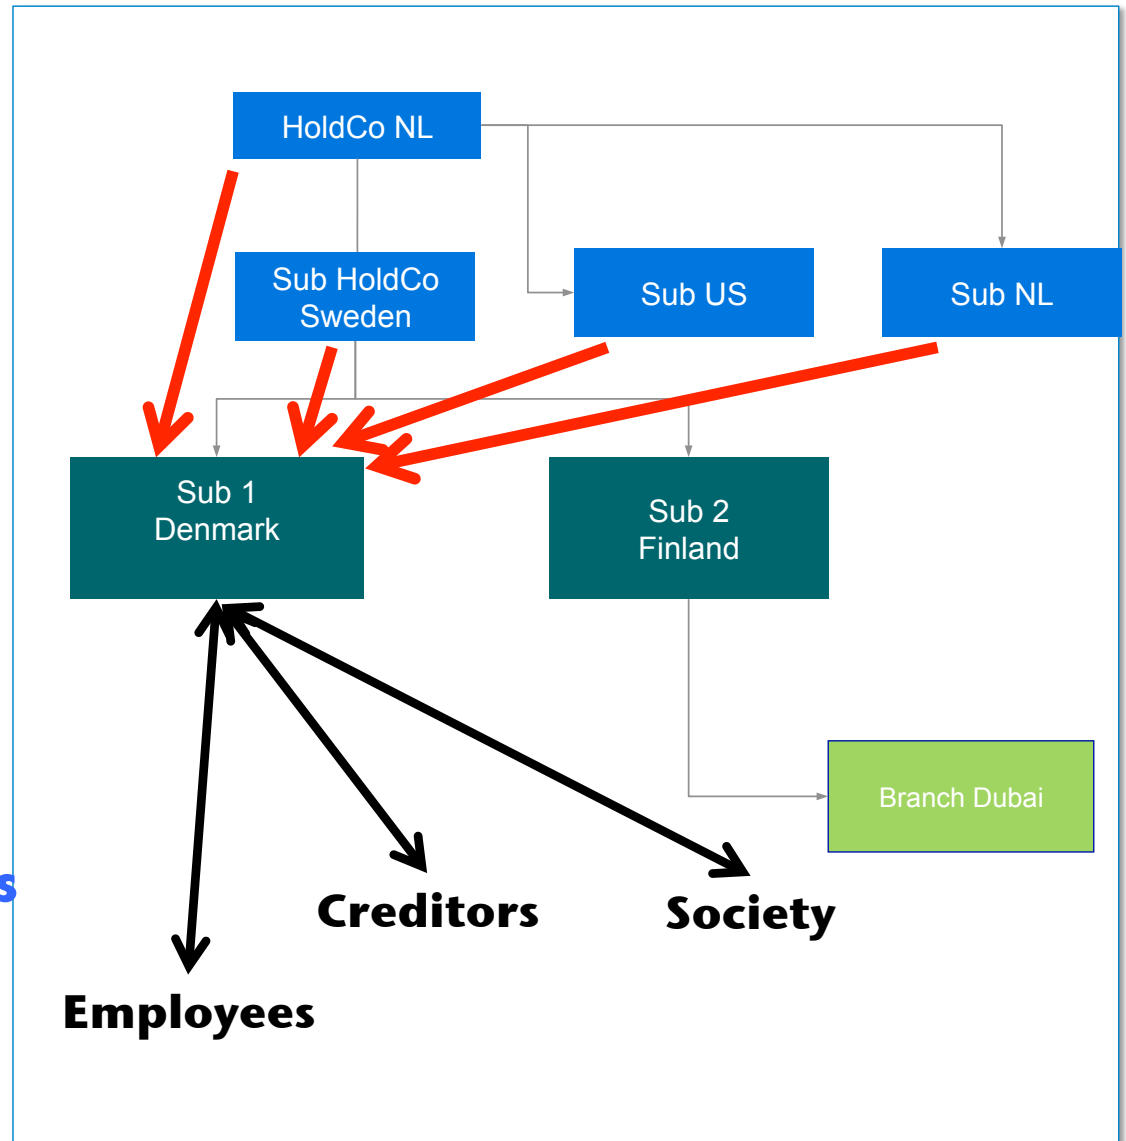 HoldCo NL
Sub HoldCo
Sweden
Sub US
Sub NL
Sub 1
Denmark
Sub 2
Finland
Branch Dubai
Creditors
Society
Employees